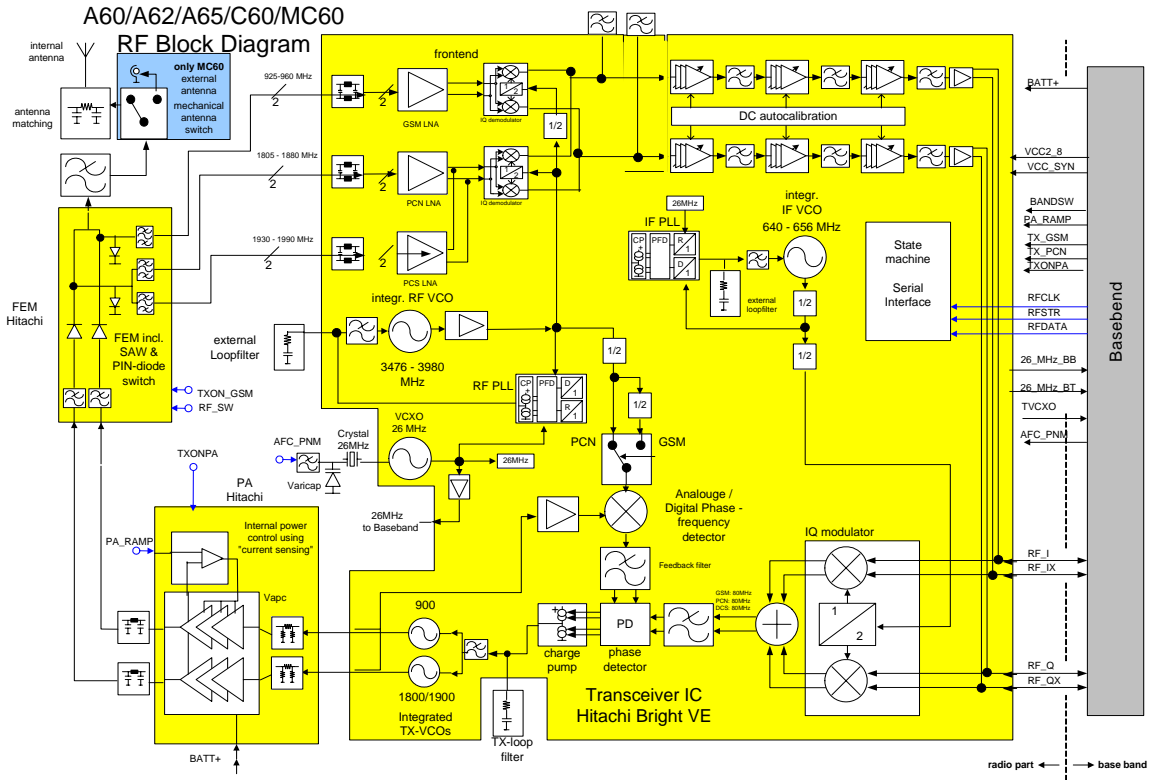 A60/A62/A65/C60/MC60
RF Block Diagram
internal
antenna
only MC60
external
antenna
mechanical
antenna
switch
antenna
matching
925-960 MHz
2
2
1805 - 1880 MHz
2
2
1930 - 1990 MHz
2
2
frontend
GSM LNA
IQ demodulator
2
1/2
PCN LNA
IQ demodulator
2
PCS LNA
DC autocalibration
integr. RF VCO
3476 - 3980
MHz
external
Loopfilter
RF PLL
CP
PFD
D
1
R
1
26MHz
IF PLL
CP
PFD
R
1
D
1
integr.
IF VCO
640 - 656 MHz
external
loopfilter
1/2
1/2
State
machine
Serial
Interface
1/2
1/2
PCN
GSM
Analouge /
Digital Phase -
frequency
detector
VCXO
26 MHz
26MHz
Crystal
26MHz
AFC_PNM
Varicap
26MHz
to Baseband
FEM
Hitachi
FEM incl.
SAW &
PIN-diode
switch
TXON_GSM
RF_SW
TXONPA
PA
Hitachi
PA_RAMP
Internal power
control using
"current sensing"
Vapc
BATT+
900
1800/1900
Integrated
TX-VCOs
TX-loop
filter
charge
pump
PD
phase
detector
Feedback filter
GSM: 80MHz
PCN: 80MHz
DCS: 80MHz
IQ modulator
1
2
Transceiver IC
Hitachi Bright VE
BATT+
VCC2_8
VCC_SYN
BANDSW
PA_RAMP
TX_GSM
TX_PCN
TXONPA
RFCLK
RFSTR
RFDATA
26_MHz_BB
26_MHz_BT
TVCXO
AFC_PNM
RF_I
RF_IX
RF_Q
RF_QX
Basebend
radio part
base band